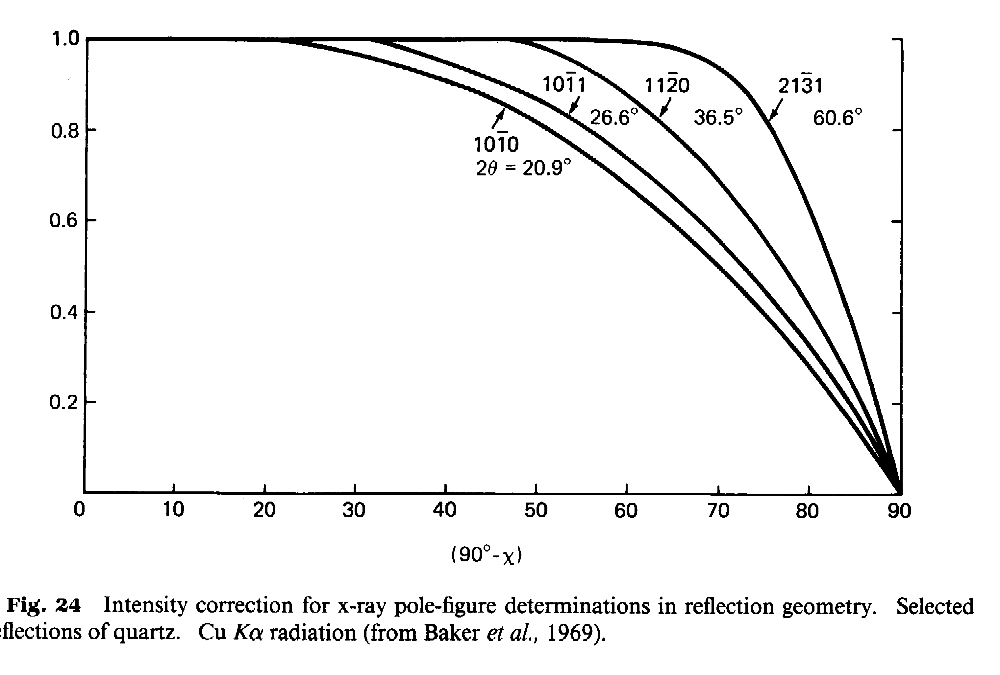 1.0
0.8
0.6
0.4
0.2
101̄1
112̄0
213̄1
26.6°
36.5°
60.6°
101̄0
2θ = 20.9°
0 10 20 30 40 50 60 70 80 90
(90°-χ)
Fig. 24 Intensity correction for x-ray pole-figure determinations in reflection geometry. Selected
eflections of quartz. Cu Kα radiation (from Baker et al., 1969).